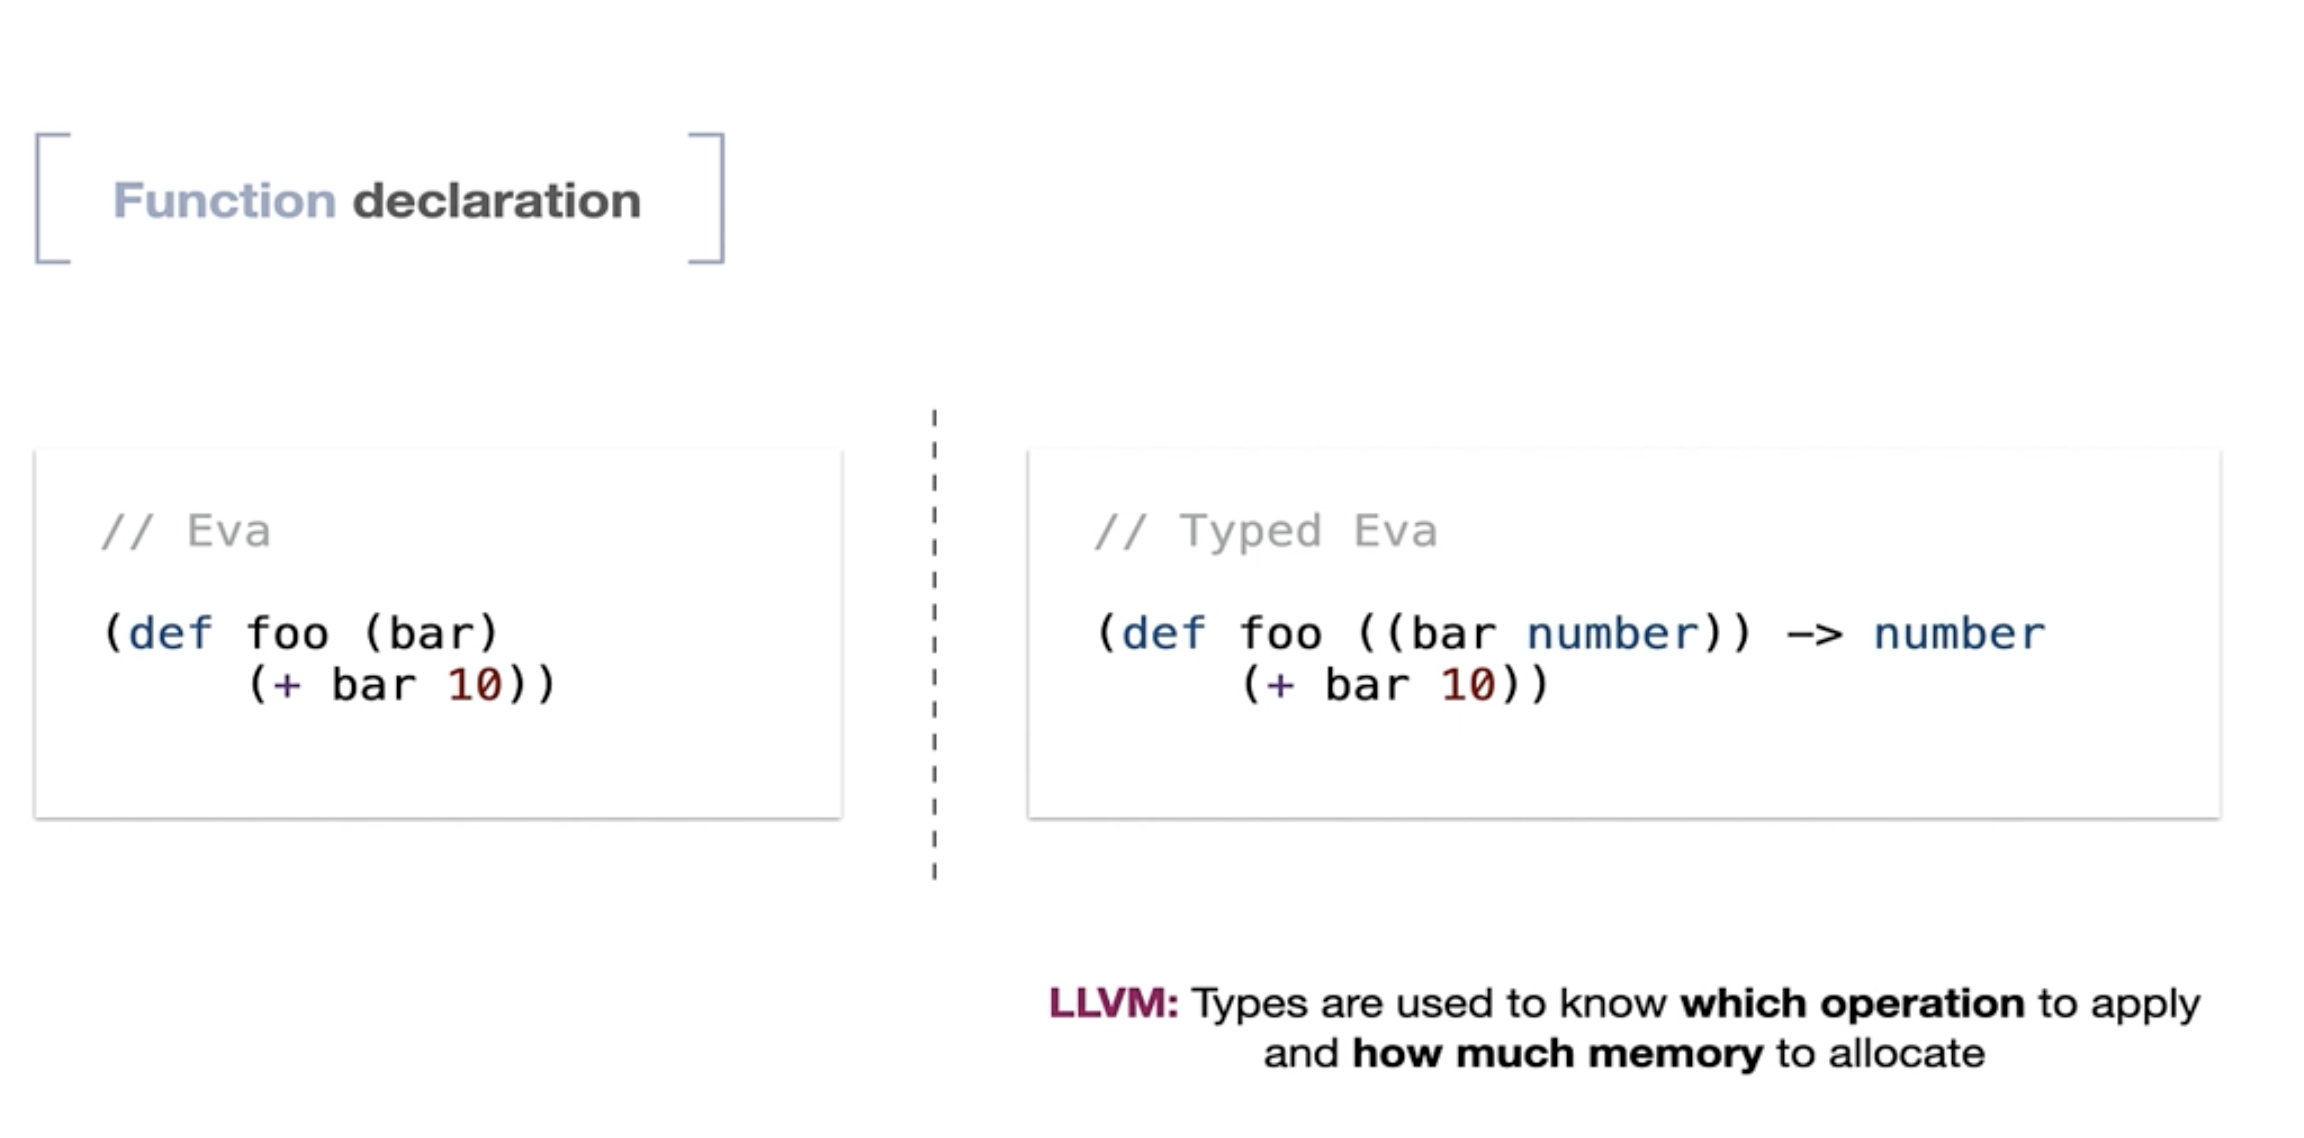 Function declaration
// Eva
(def foo (bar)
(+ bar 10))
// Typed Eva
(def foo ((bar number)) -> number
(+ bar 10))
LLVM: Types are used to know which operation to apply
and how much memory to allocate